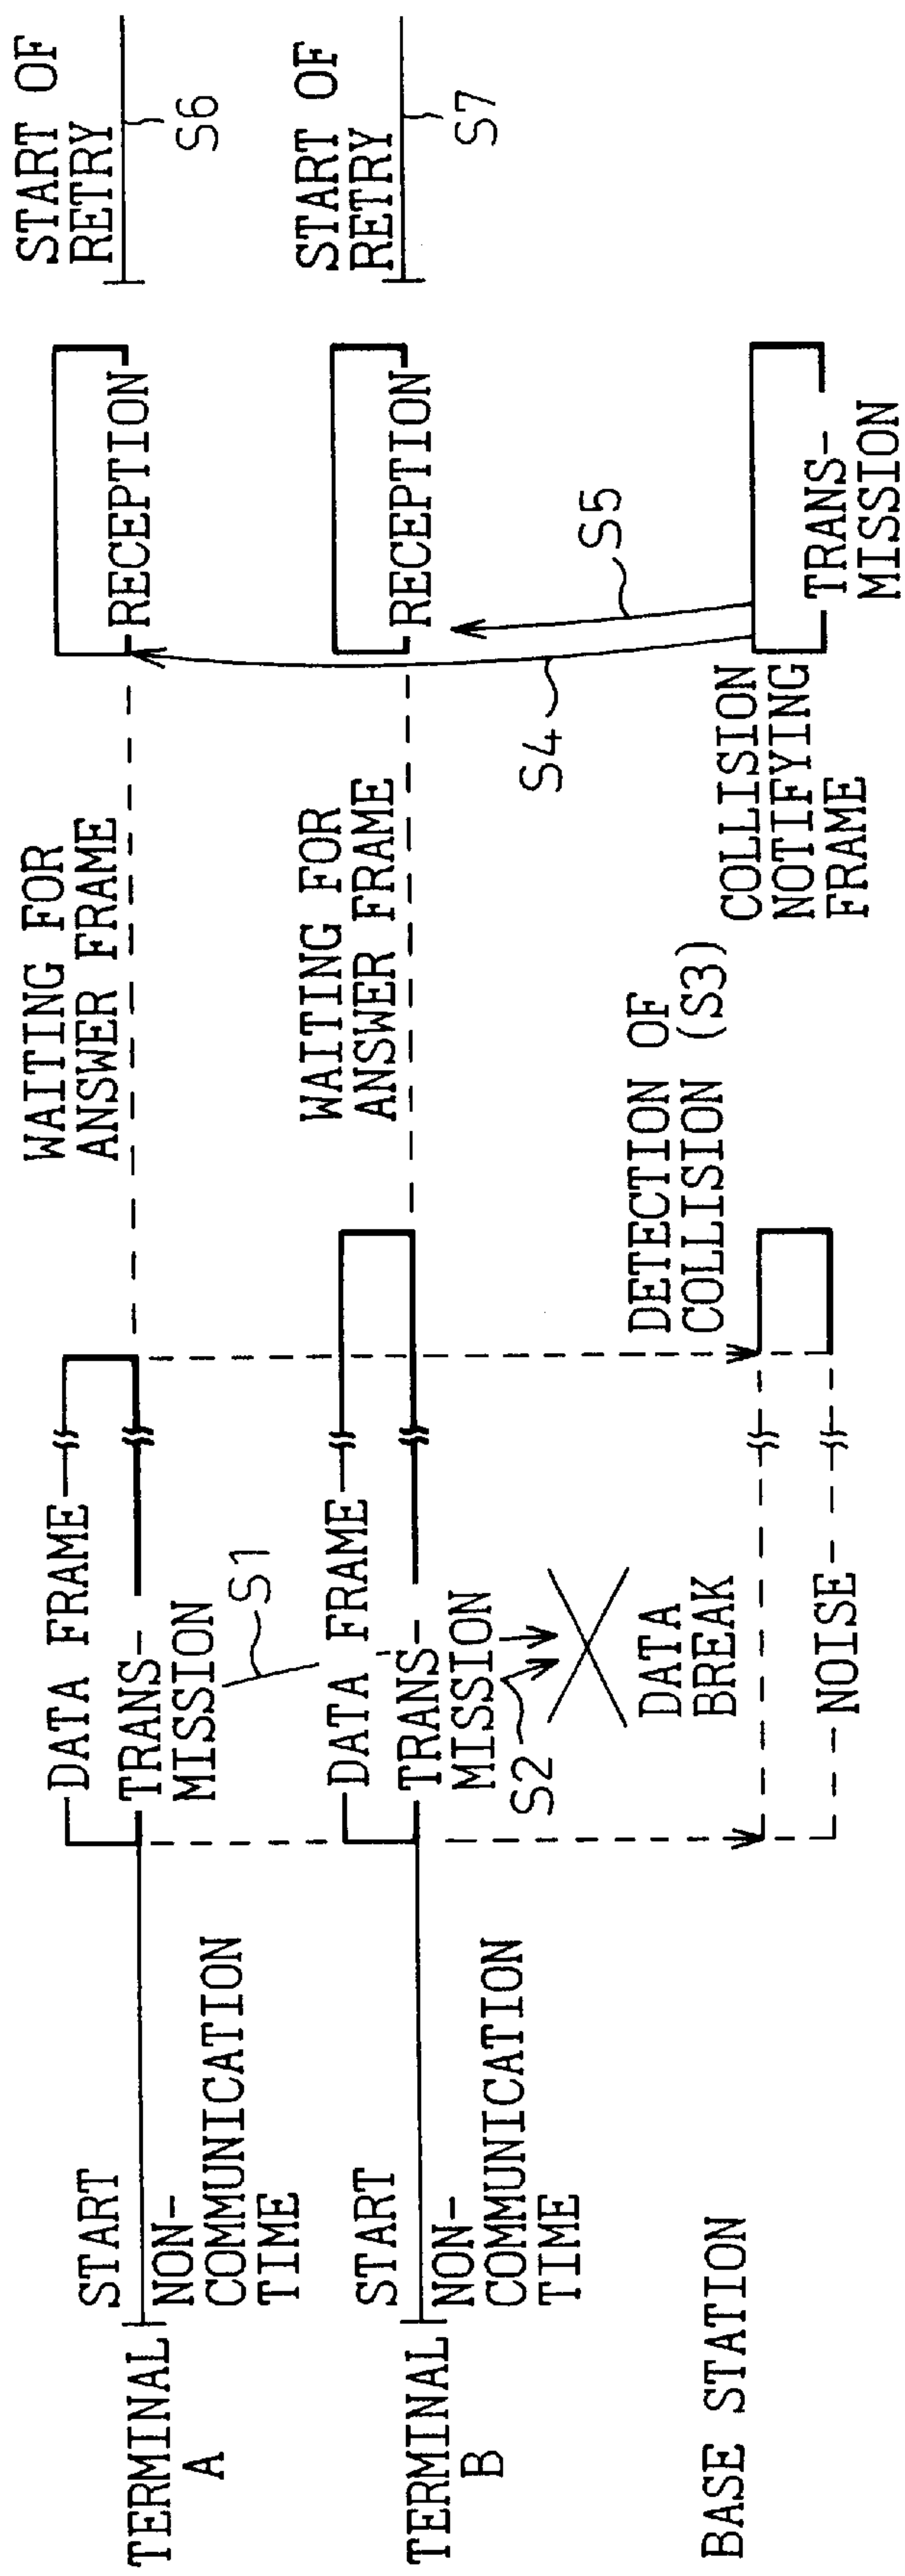 TERMINAL
A
START
NON-
COMMUNICATION
TIME
DATA FRAME
TRANS-
MISSION
S1
WAITING FOR
ANSWER FRAME
RECEPTION
START OF
RETRY
S6
TERMINAL
B
START
NON-
COMMUNICATION
TIME
DATA FRAME
TRANS-
MISSION
S2
DATA
BREAK
WAITING FOR
ANSWER FRAME
RECEPTION
START OF
RETRY
S7
S4
S5
BASE STATION
NOISE
DETECTION OF
COLLISION (S3)
COLLISION
NOTIFYING
FRAME
TRANS-
MISSION